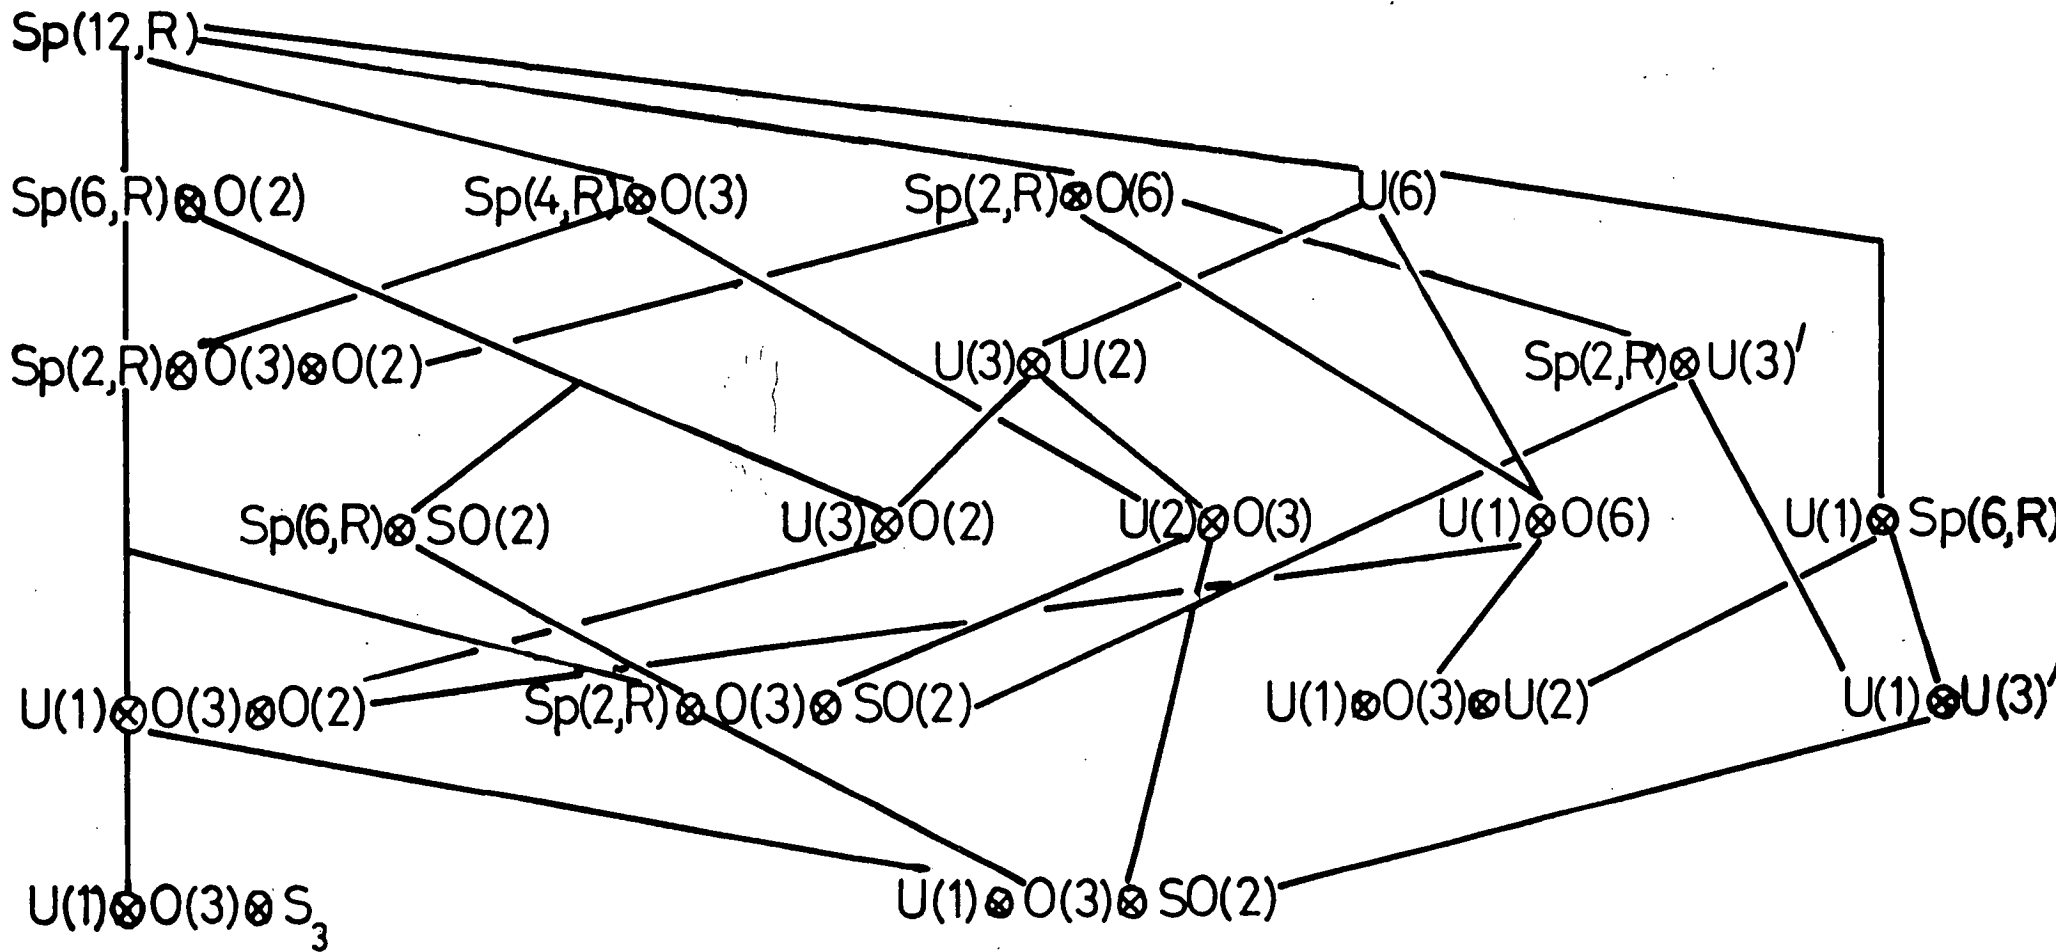 Sp(12,R)
Sp(6,R)⊗O(2) Sp(4,R)⊗O(3) Sp(2,R)⊗O(6) U(6)
Sp(2,R)⊗O(3)⊗O(2) U(3)⊗U(2) Sp(2,R)⊗U(3)′
Sp(6,R)⊗SO(2) U(3)⊗O(2) U(2)⊗O(3) U(1)⊗O(6) U(1)⊗Sp(6,R)
U(1)⊗O(3)⊗O(2) Sp(2,R)⊗O(3)⊗SO(2) U(1)⊗O(3)⊗U(2) U(1)⊗U(3)′
U(1)⊗O(3)⊗S₃ U(1)⊗O(3)⊗SO(2)